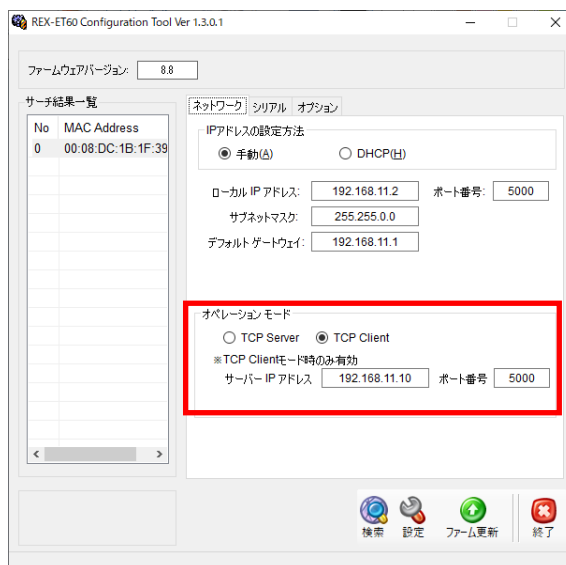 REX-ET60 Configuration Tool Ver 1.3.0.1
ファームウェアバージョン: 8.8
サーチ結果一覧
No MAC Address
0 00:08:DC:1B:1F:39
ネットワーク シリアル オプション
IPアドレスの設定方法
手動(A) DHCP(H)
ローカル IP アドレス: 192.168.11.2 ポート番号: 5000
サブネットマスク: 255.255.0.0
デフォルト ゲートウェイ: 192.168.11.1
オペレーション モード
TCP Server TCP Client
※TCP Clientモード時のみ有効
サーバー IP アドレス 192.168.11.10 ポート番号 5000
検索 設定 ファーム更新 終了